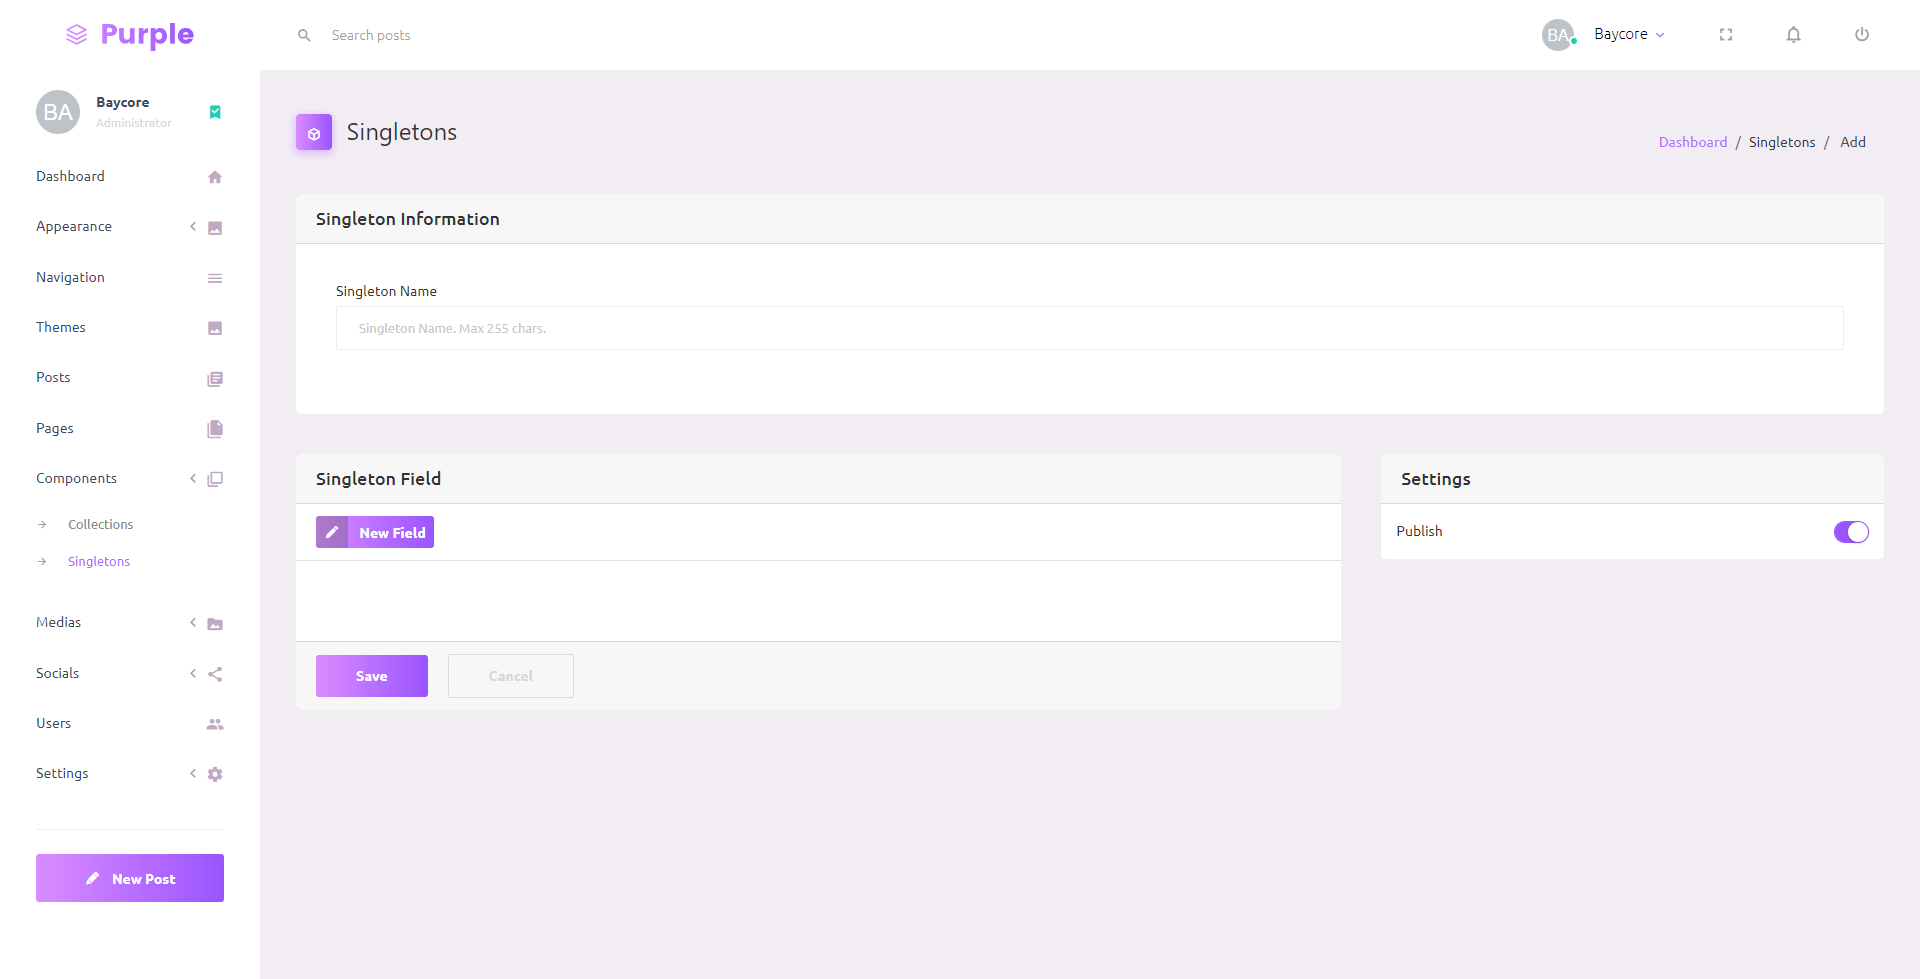 Purple
Search posts
BA
Baycore
BA
Baycore
Administrator
Dashboard
Appearance
Navigation
Themes
Posts
Pages
Components
Collections
Singletons
Medias
Socials
Users
Settings
New Post
Singletons
Dashboard / Singletons / Add
Singleton Information
Singleton Name
Singleton Name. Max 255 chars.
Singleton Field
New Field
Save
Cancel
Settings
Publish